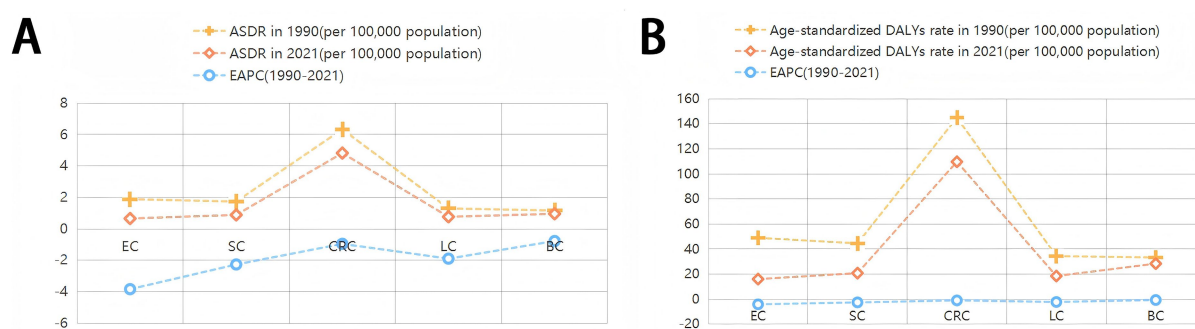 A
ASDR in 1990(per 100,000 population)
ASDR in 2021(per 100,000 population)
EAPC(1990-2021)
8
6
4
2
0
-2
-4
-6
EC SC CRC LC BC
B
Age-standardized DALYs rate in 1990(per 100,000 population)
Age-standardized DALYs rate in 2021(per 100,000 population)
EAPC(1990-2021)
160
140
120
100
80
60
40
20
0
-20
EC SC CRC LC BC